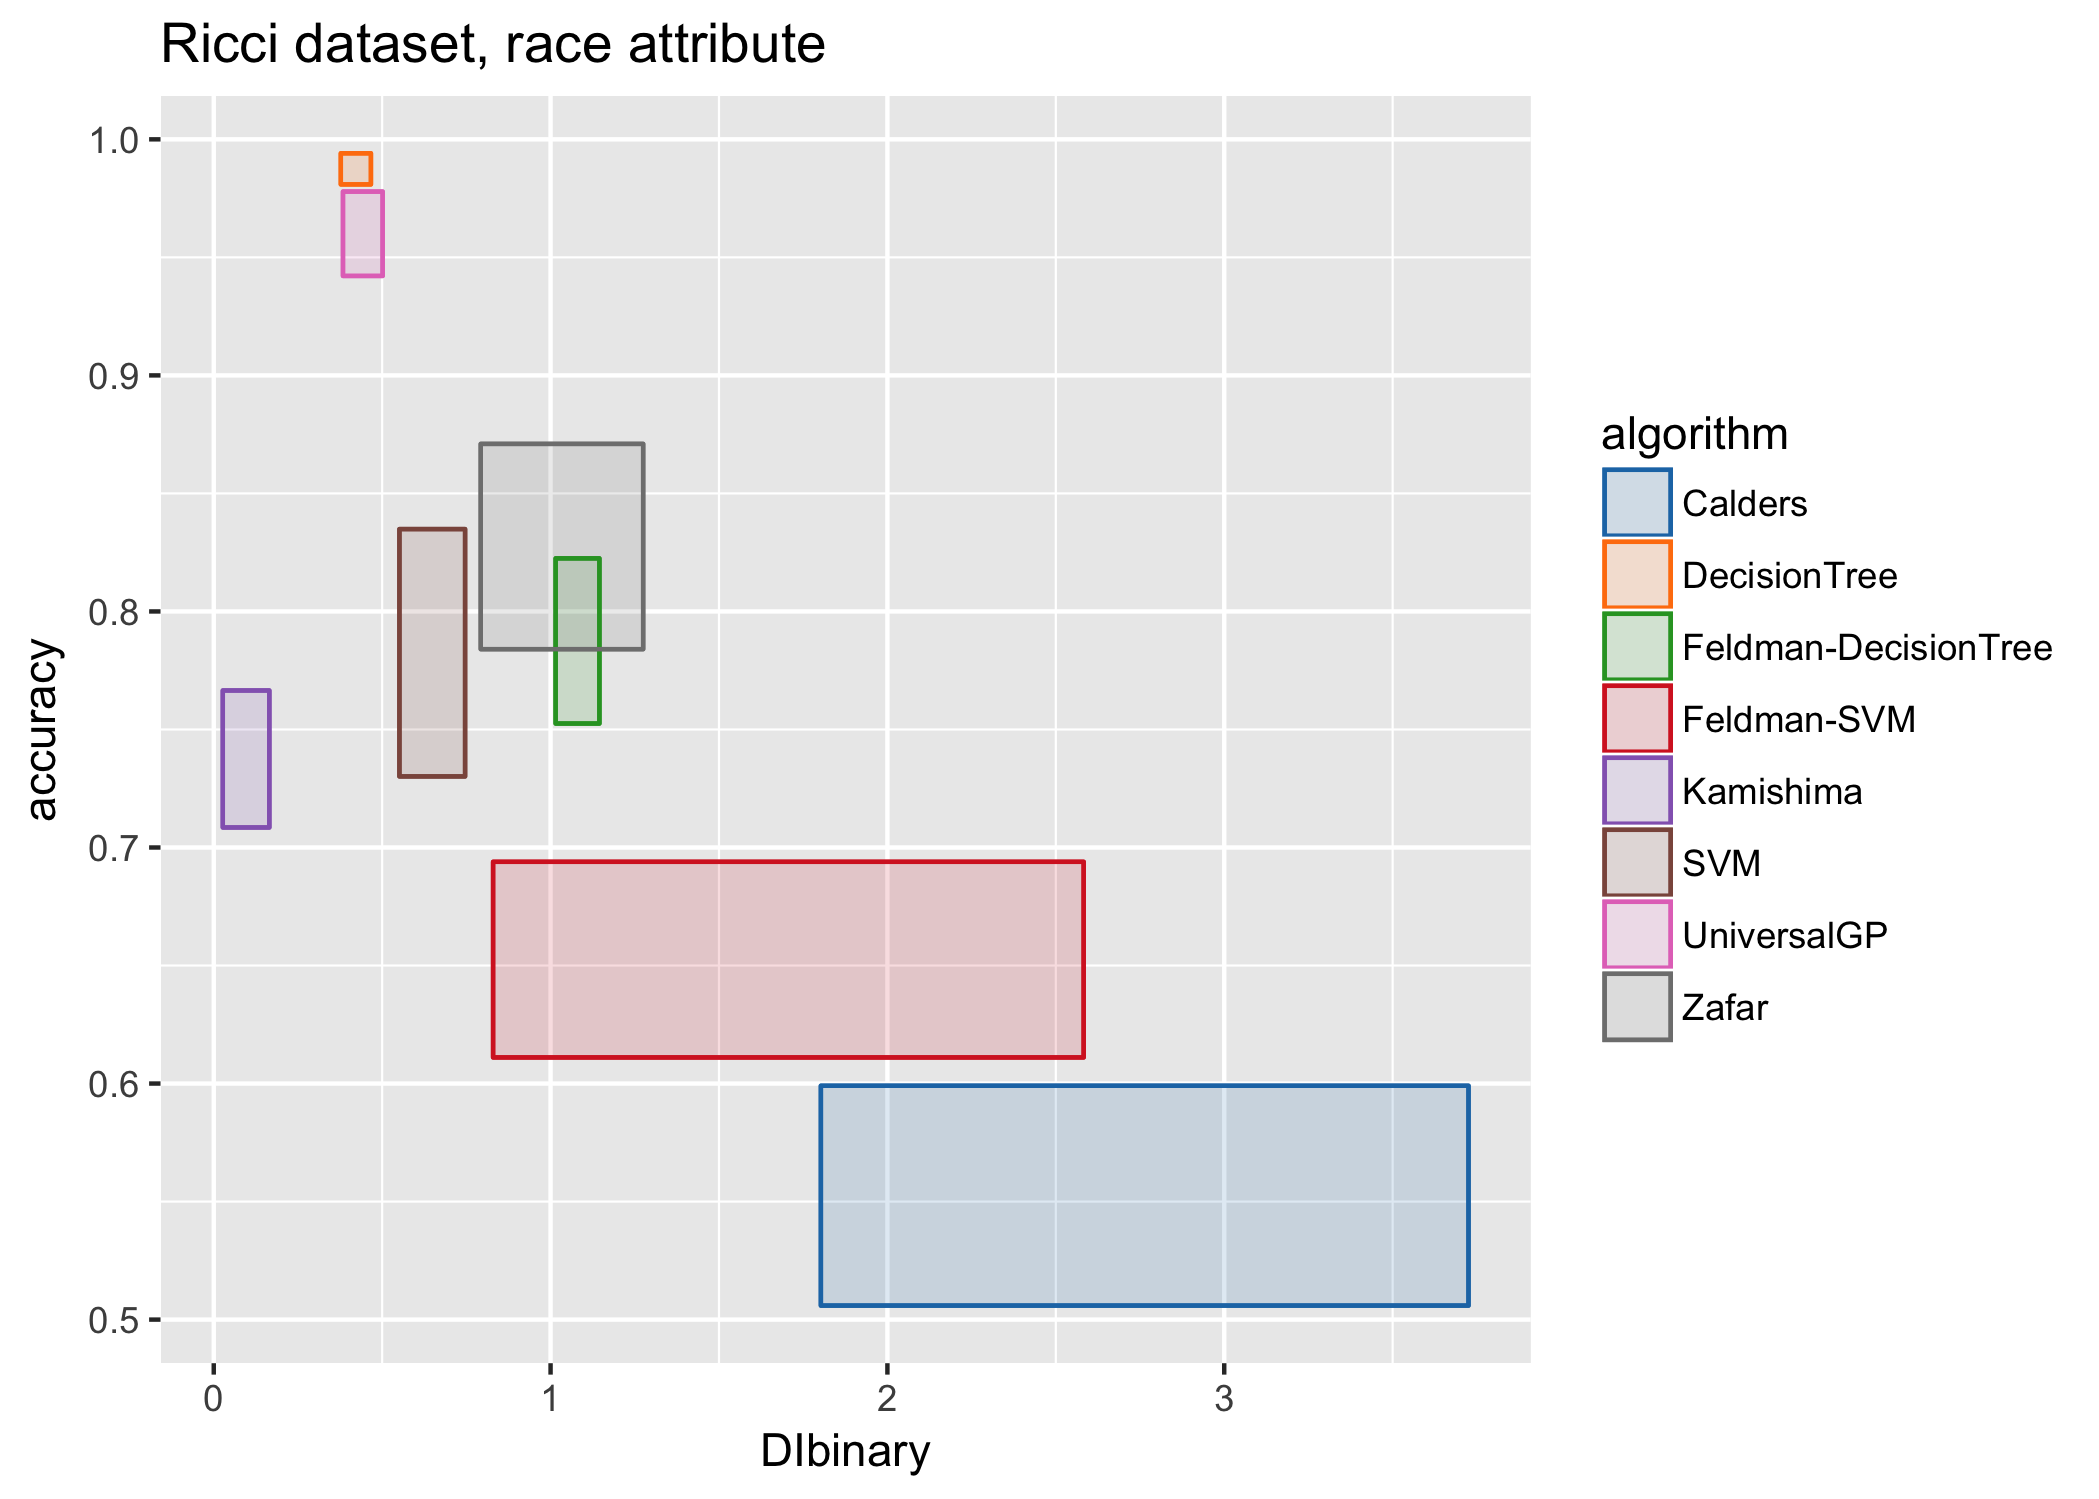 Ricci dataset, race attribute
1.0
0.9
0.8
0.7
0.6
0.5
accuracy
0 1 2 3
DIbinary
algorithm
Calders
DecisionTree
Feldman-DecisionTree
Feldman-SVM
Kamishima
SVM
UniversalGP
Zafar